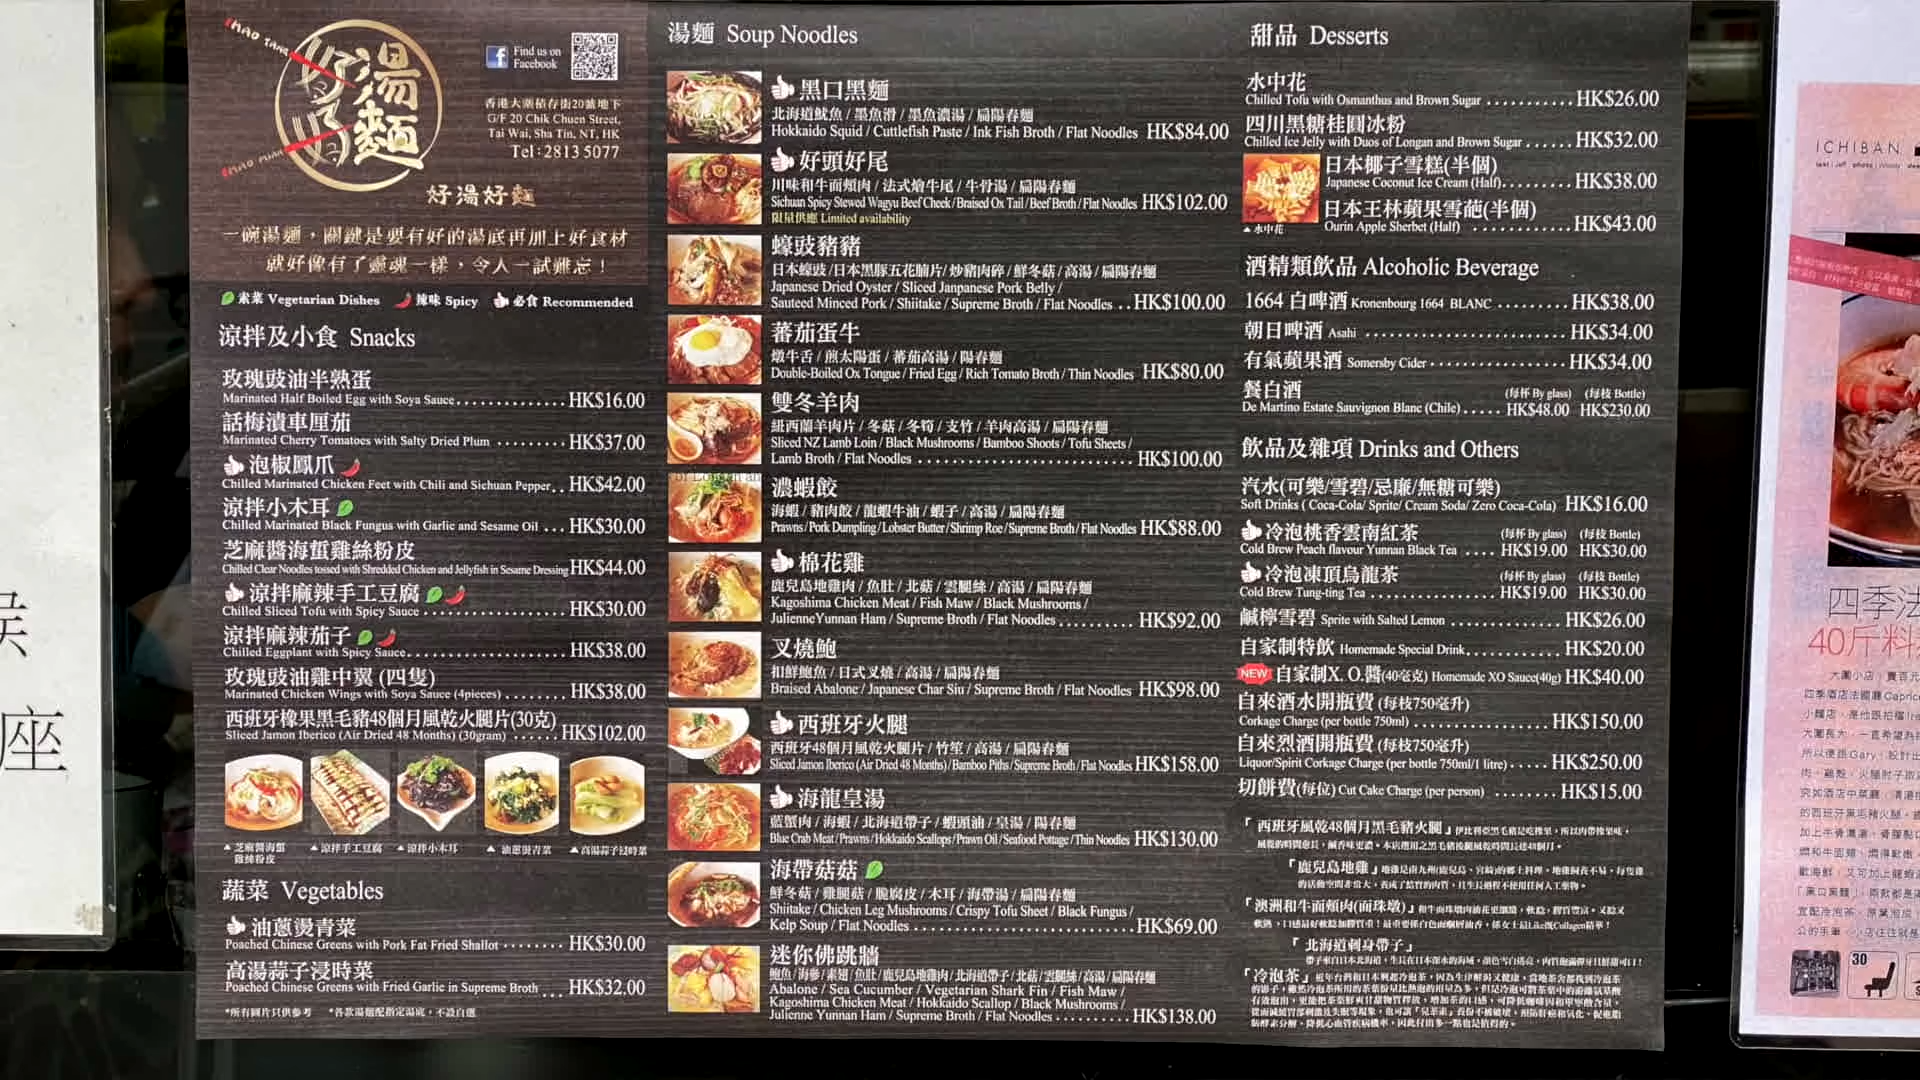 HAO TANG
好湯好麵
HAO MIAN
Find us on
Facebook
香港大圍積存街20號地下
G/F 20 Chik Chuen Street,
Tai Wai, Sha Tin, NT, HK
Tel : 2813 5077
好湯好麵
一碗湯麵，關鍵是要有好的湯底再加上好食材
就好像有了靈魂一樣，令人一試難忘！
素菜 Vegetarian Dishes 辣味 Spicy 必食 Recommended
涼拌及小食 Snacks
玫瑰豉油半熟蛋
Marinated Half Boiled Egg with Soya Sauce HK$16.00
話梅漬車厘茄
Marinated Cherry Tomatoes with Salty Dried Plum HK$37.00
泡椒鳳爪
Chilled Marinated Chicken Feet with Chili and Sichuan Pepper HK$42.00
涼拌小木耳
Chilled Marinated Black Fungus with Garlic and Sesame Oil HK$30.00
芝麻醬海蜇雞絲粉皮
Chilled Clear Noodles tossed with Shredded Chicken and Jellyfish in Sesame Dressing HK$44.00
涼拌麻辣手工豆腐
Chilled Sliced Tofu with Spicy Sauce HK$30.00
涼拌麻辣茄子
Chilled Eggplant with Spicy Sauce HK$38.00
玫瑰豉油雞中翼 (四隻)
Marinated Chicken Wings with Soya Sauce (4pieces) HK$38.00
西班牙橡果黑毛豬48個月風乾火腿片(30克)
Sliced Jamon Iberico (Air Dried 48 Months) (30gram) HK$102.00
芝麻醬海蜇雞絲粉皮 涼拌手工豆腐 涼拌小木耳 油蔥燙青菜 高湯蒜子浸時菜
蔬菜 Vegetables
油蔥燙青菜
Poached Chinese Greens with Pork Fat Fried Shallot HK$30.00
高湯蒜子浸時菜
Poached Chinese Greens with Fried Garlic in Supreme Broth HK$32.00
*所有圖片只供參考 *各款湯麵配指定湯底，不設自選
湯麵 Soup Noodles
黑口黑麵
北海道魷魚 / 墨魚滑 / 墨魚濃湯 / 扁陽春麵
Hokkaido Squid / Cuttlefish Paste / Ink Fish Broth / Flat Noodles HK$84.00
好頭好尾
川味和牛面頰肉 / 法式燴牛尾 / 牛骨湯 / 扁陽春麵
Sichuan Spicy Stewed Wagyu Beef Cheek / Braised Ox Tail / Beef Broth / Flat Noodles HK$102.00
限量供應 Limited availability
蠔豉豬豬
日本蠔豉/日本黑豚五花腩片/炒豬肉碎 / 鮮冬菇 / 高湯 / 扁陽春麵
Japanese Dried Oyster / Sliced Janpanese Pork Belly /
Sauteed Minced Pork / Shiitake / Supreme Broth / Flat Noodles HK$100.00
蕃茄蛋牛
燉牛舌 / 煎太陽蛋 / 蕃茄高湯 / 陽春麵
Double-Boiled Ox Tongue / Fried Egg / Rich Tomato Broth / Thin Noodles HK$80.00
雙冬羊肉
紐西蘭羊肉片 / 冬菇 / 冬筍 / 支竹 / 羊肉高湯 / 扁陽春麵
Sliced NZ Lamb Loin / Black Mushrooms / Bamboo Shoots / Tofu Sheets /
Lamb Broth / Flat Noodles HK$100.00
濃蝦餃
海蝦 / 豬肉餃 / 龍蝦牛油 / 蝦子 / 高湯 / 扁陽春麵
Prawns / Pork Dumpling / Lobster Butter / Shrimp Roe / Supreme Broth / Flat Noodles HK$88.00
棉花雞
鹿兒島地雞肉 / 魚肚 / 北菇 / 雲腿絲 / 高湯 / 扁陽春麵
Kagoshima Chicken Meat / Fish Maw / Black Mushrooms /
JulienneYunnan Ham / Supreme Broth / Flat Noodles HK$92.00
叉燒鮑
扣鮮鮑魚 / 日式叉燒 / 高湯 / 扁陽春麵
Braised Abalone / Japanese Char Siu / Supreme Broth / Flat Noodles HK$98.00
西班牙火腿
西班牙48個月風乾火腿片 / 竹笙 / 高湯 / 扁陽春麵
Sliced Jamon Iberico (Air Dried 48 Months) / Bamboo Piths / Supreme Broth / Flat Noodles HK$158.00
海龍皇湯
藍蟹肉 / 海蝦 / 北海道帶子 / 蝦頭油 / 皇湯 / 陽春麵
Blue Crab Meat / Prawns / Hokkaido Scallops / Prawn Oil / Seafood Pottage / Thin Noodles HK$130.00
海帶菇菇
鮮冬菇 / 雞腿菇 / 脆腐皮 / 木耳 / 海帶湯 / 扁陽春麵
Shiitake / Chicken Leg Mushrooms / Crispy Tofu Sheet / Black Fungus /
Kelp Soup / Flat Noodles HK$69.00
迷你佛跳牆
鮑魚 / 海參 / 素翅 / 魚肚 / 鹿兒島地雞肉 / 北海道帶子 / 北菇 / 雲腿絲 / 高湯 / 扁陽春麵
Abalone / Sea Cucumber / Vegetarian Shark Fin / Fish Maw /
Kagoshima Chicken Meat / Hokkaido Scallop / Black Mushrooms /
Julienne Yunnan Ham / Supreme Broth / Flat Noodles HK$138.00
甜品 Desserts
水中花
Chilled Tofu with Osmanthus and Brown Sugar HK$26.00
四川黑糖桂圓冰粉
Chilled Ice Jelly with Duos of Longan and Brown Sugar HK$32.00
日本椰子雪糕(半個)
Japanese Coconut Ice Cream (Half) HK$38.00
日本王林蘋果雪葩(半個)
Ourin Apple Sherbet (Half) HK$43.00
水中花
酒精類飲品 Alcoholic Beverage
1664 白啤酒 Kronenbourg 1664 BLANC HK$38.00
朝日啤酒 Asahi HK$34.00
有氣蘋果酒 Somersby Cider HK$34.00
餐白酒 (每杯 By glass) (每枝 Bottle)
De Martino Estate Sauvignon Blanc (Chile) HK$48.00 HK$230.00
飲品及雜項 Drinks and Others
汽水(可樂/雪碧/忌廉/無糖可樂)
Soft Drinks ( Coca-Cola/ Sprite/ Cream Soda/ Zero Coca-Cola) HK$16.00
冷泡桃香雲南紅茶 (每杯 By glass) (每枝 Bottle)
Cold Brew Peach flavour Yunnan Black Tea HK$19.00 HK$30.00
冷泡凍頂烏龍茶 (每杯 By glass) (每枝 Bottle)
Cold Brew Tung-ting Tea HK$19.00 HK$30.00
鹹檸雪碧 Sprite with Salted Lemon HK$26.00
自家制特飲 Homemade Special Drink HK$20.00
NEW 自家制X. O.醬(40毫克) Homemade XO Sauce(40g) HK$40.00
自來酒水開瓶費 (每枝750毫升)
Corkage Charge (per bottle 750ml) HK$150.00
自來烈酒開瓶費 (每枝750毫升)
Liquor/Spirit Corkage Charge (per bottle 750ml/1 litre) HK$250.00
切餅費(每位) Cut Cake Charge (per person) HK$15.00
「 西班牙風乾48個月黑毛豬火腿 」
「鹿兒島地雞 」
「澳洲和牛面頰肉(面珠墩) 」
「 北海道刺身帶子 」
「冷泡茶 」
座
ICHIBAN
四季
40斤料
30